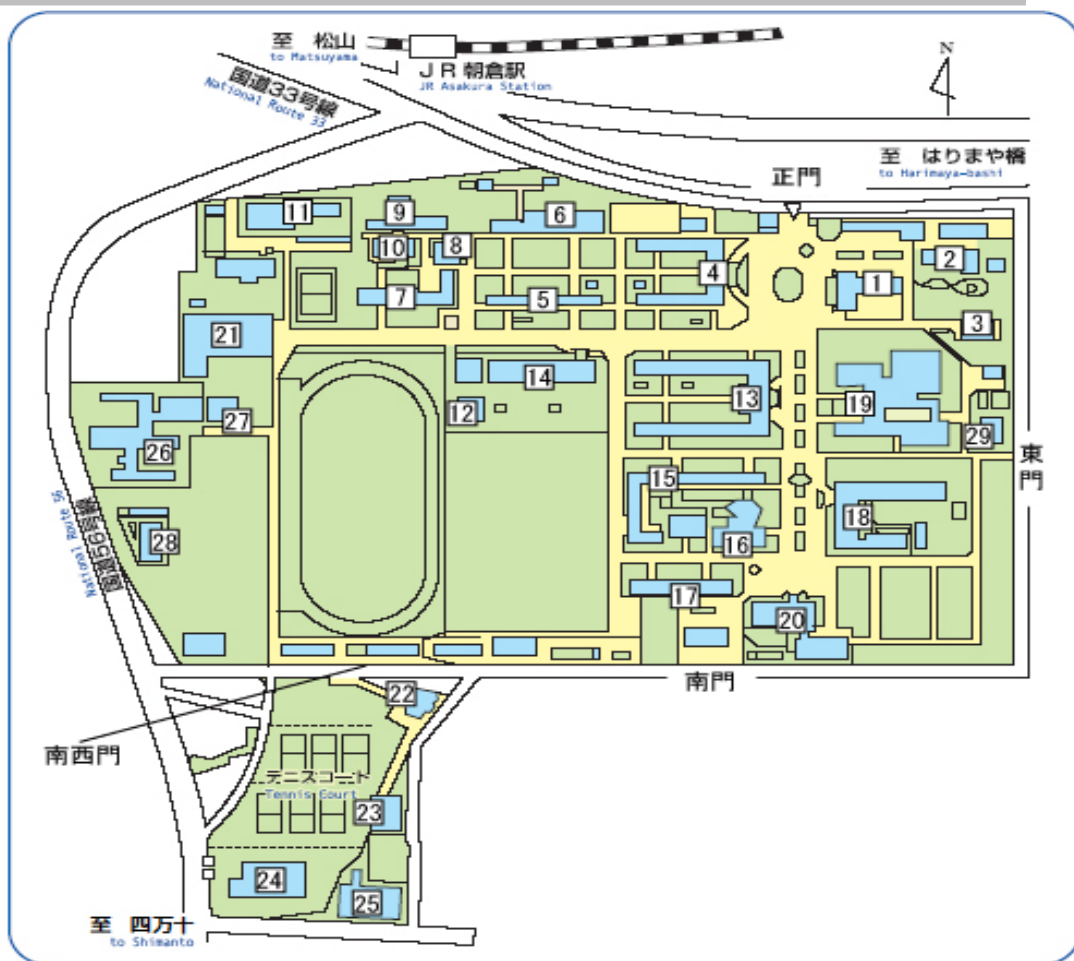 至 松山
to Matsuyama
JR朝倉駅
JR Asakura Station
国道33号線
National Route 33
N
至 はりまや橋
to Harimaya-bashi
正門
11
9
6
10
8
4
2
1
7
5
3
21
14
13
12
19
27
29
26
東門
15
18
16
28
国道56号線
National Route 56
17
20
南門
22
南西門
テニスコート
Tennis Court
23
24
25
至 四万十
to Shimanto